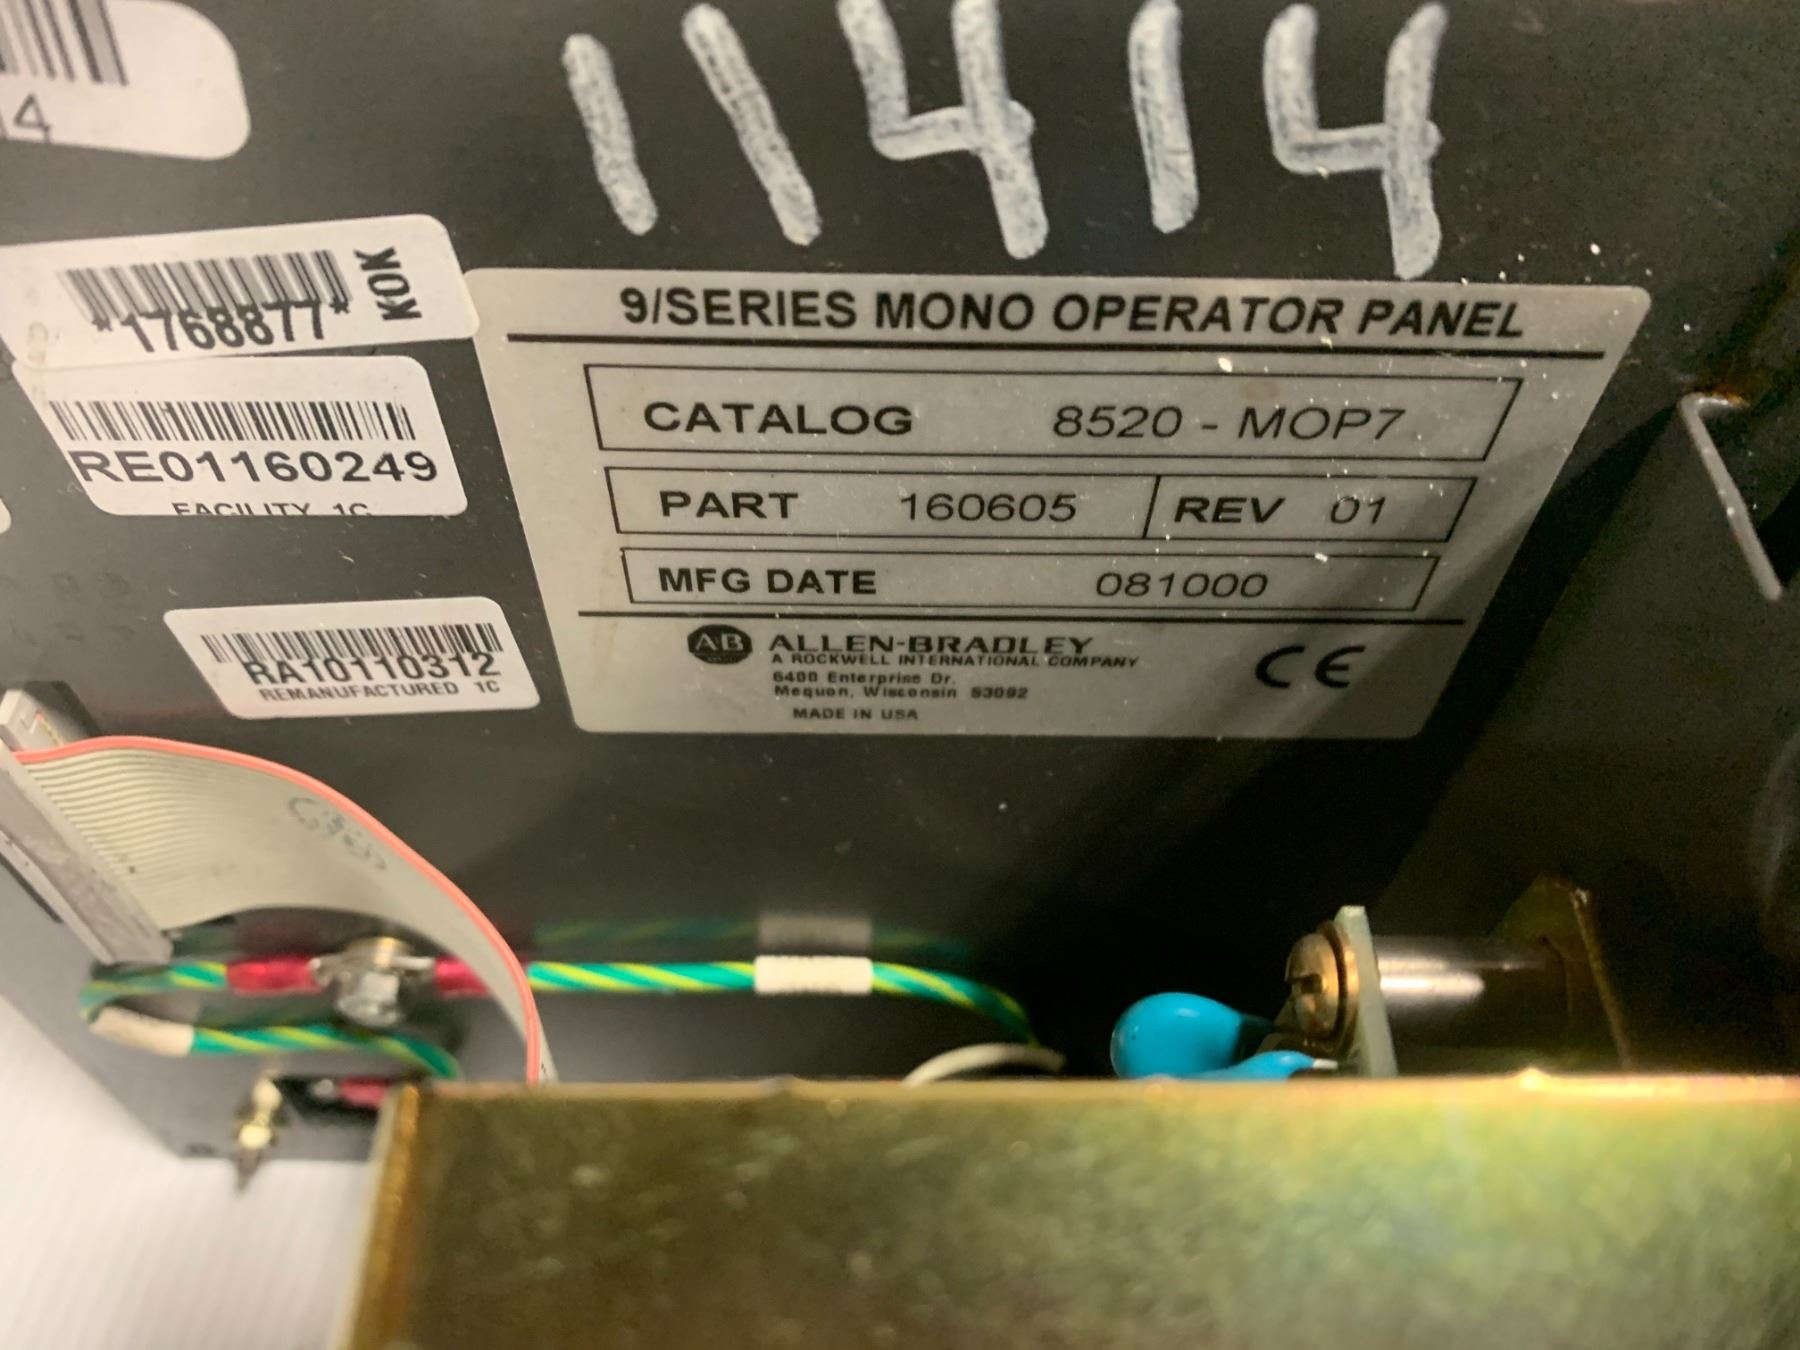 11414
4
*1768877*
KOK
RE01160249
FACILITY 1C
RA10110312
REMANUFACTURED 1C
9/SERIES MONO OPERATOR PANEL
CATALOG 8520 - MOP7
PART 160605 REV 01
MFG DATE 081000
AB ALLEN-BRADLEY
A ROCKWELL INTERNATIONAL COMPANY
6400 Enterprise Dr.
Mequon, Wisconsin 53092
MADE IN USA
CE